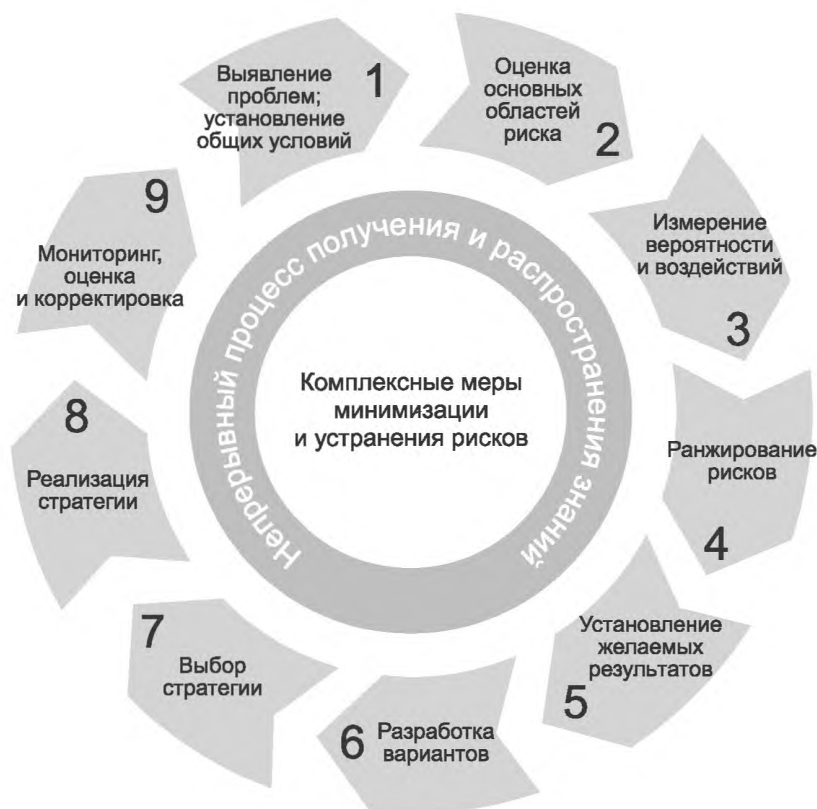 1
Выявление
проблем;
установление
общих условий
2
Оценка
основных
областей
риска
3
Измерение
вероятности
и воздействий
4
Ранжирование
рисков
5
Установление
желаемых
результатов
6
Разработка
вариантов
7
Выбор
стратегии
8
Реализация
стратегии
9
Мониторинг,
оценка
и корректировка
Непрерывный процесс получения и распространения знаний
Комплексные меры
минимизации
и устранения рисков